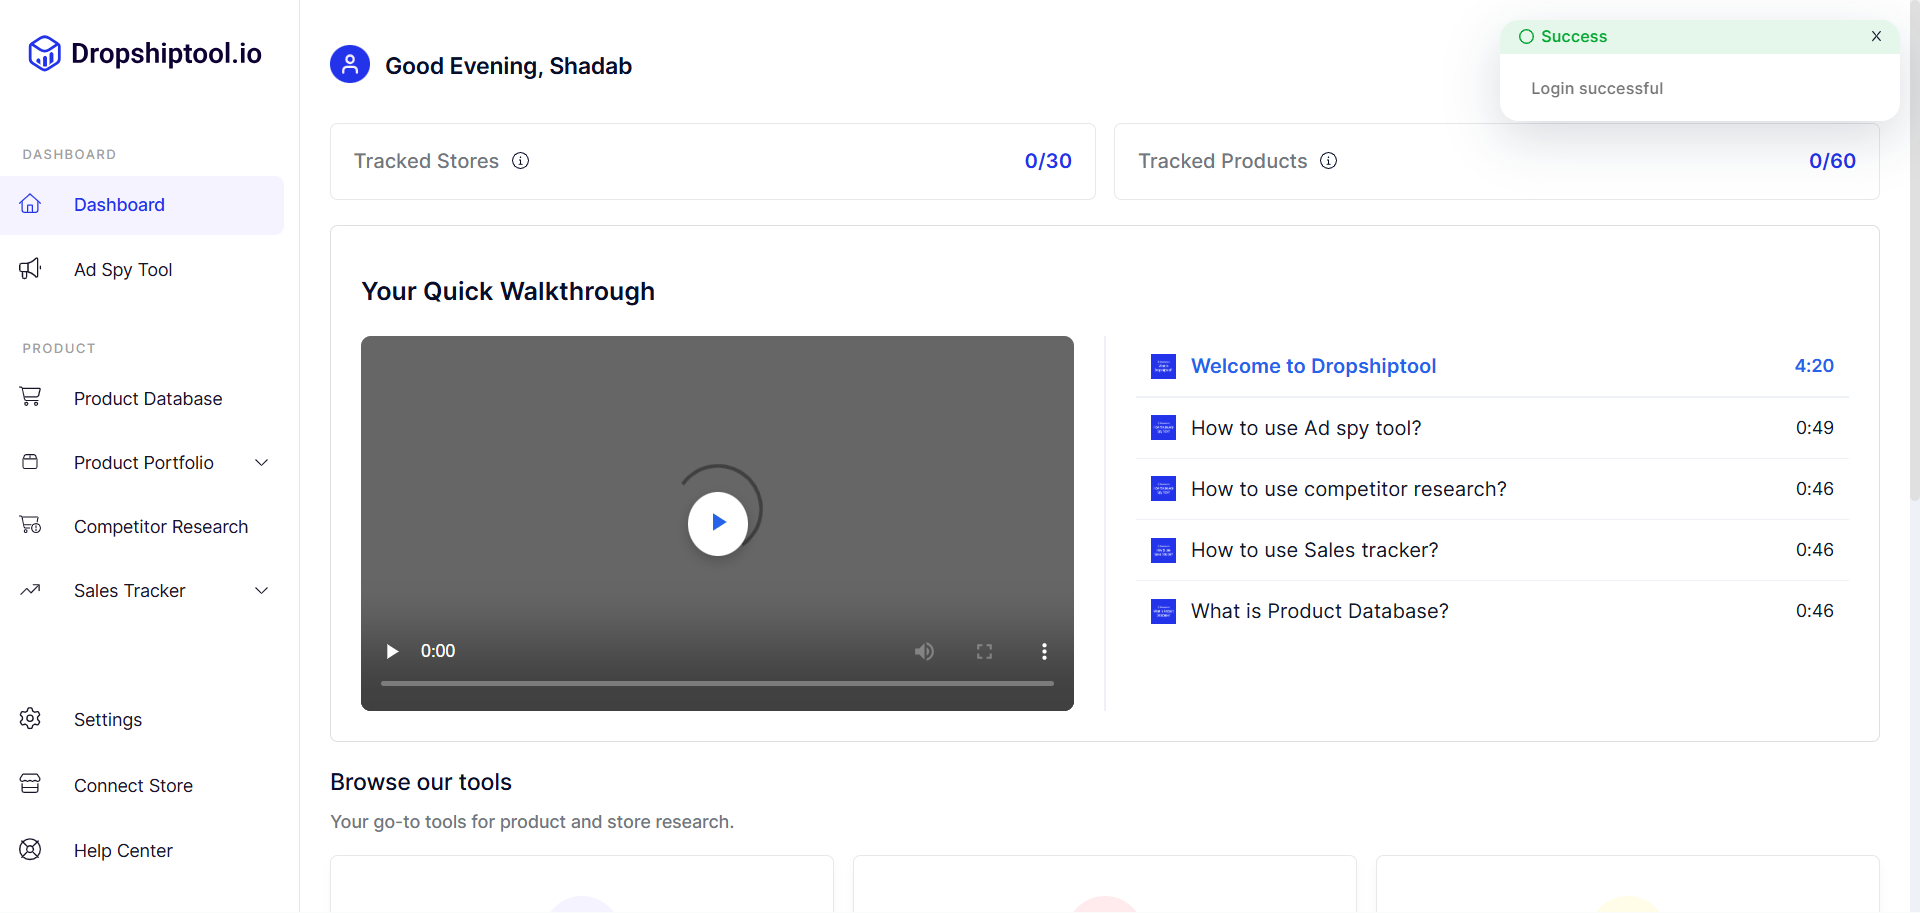 Dropshiptool.io
DASHBOARD
Dashboard
Ad Spy Tool
PRODUCT
Product Database
Product Portfolio
Competitor Research
Sales Tracker
Settings
Connect Store
Help Center
Good Evening, Shadab
Success
X
Login successful
Tracked Stores
0/30
Tracked Products
0/60
Your Quick Walkthrough
0:00
Welcome to Dropshiptool
4:20
How to use Ad spy tool?
0:49
How to use competitor research?
0:46
How to use Sales tracker?
0:46
What is Product Database?
0:46
Browse our tools
Your go-to tools for product and store research.